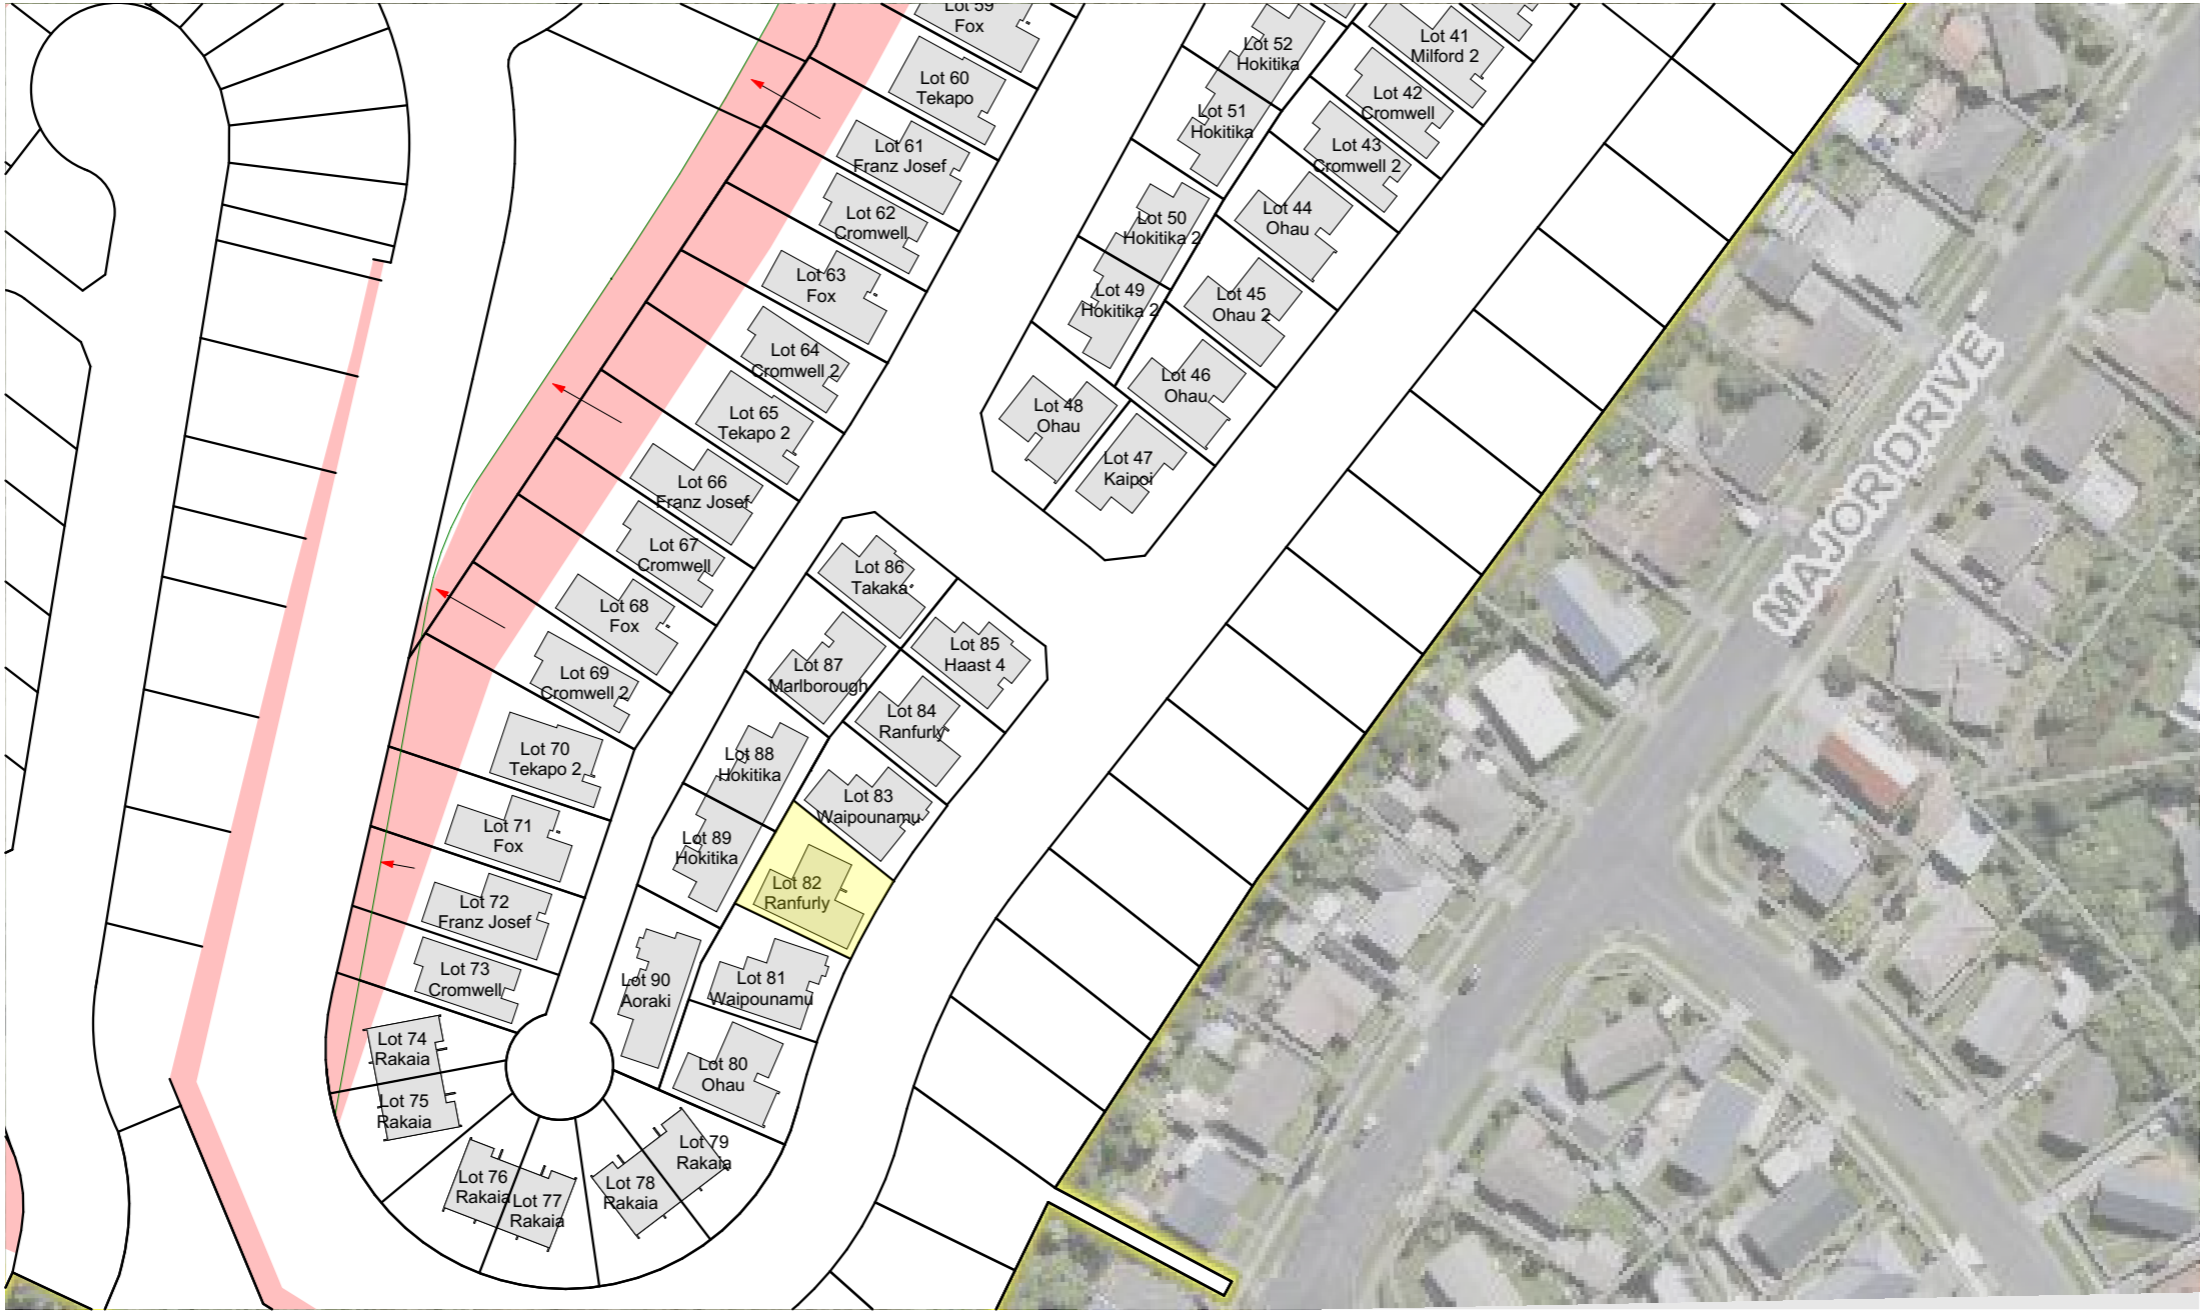 Lot 59
Fox
Lot 60
Tekapo
Lot 61
Franz Josef
Lot 62
Cromwell
Lot 63
Fox
Lot 64
Cromwell 2
Lot 65
Tekapo 2
Lot 66
Franz Josef
Lot 67
Cromwell
Lot 68
Fox
Lot 69
Cromwell 2
Lot 70
Tekapo 2
Lot 71
Fox
Lot 72
Franz Josef
Lot 73
Cromwell
Lot 74
Rakaia
Lot 75
Rakaia
Lot 76
Rakaia
Lot 77
Rakaia
Lot 78
Rakaia
Lot 79
Rakaia
Lot 80
Ohau
Lot 81
Waipounamu
Lot 82
Ranfurly
Lot 83
Waipounamu
Lot 84
Ranfurly
Lot 85
Haast 4
Lot 86
Takaka
Lot 87
Marlborough
Lot 88
Hokitika
Lot 89
Hokitika
Lot 90
Aoraki
Lot 52
Hokitika
Lot 51
Hokitika
Lot 50
Hokitika 2
Lot 49
Hokitika 2
Lot 48
Ohau
Lot 47
Kaipoi
Lot 46
Ohau
Lot 45
Ohau 2
Lot 44
Ohau
Lot 43
Cromwell 2
Lot 42
Cromwell
Lot 41
Milford 2
MAJOR DRIVE